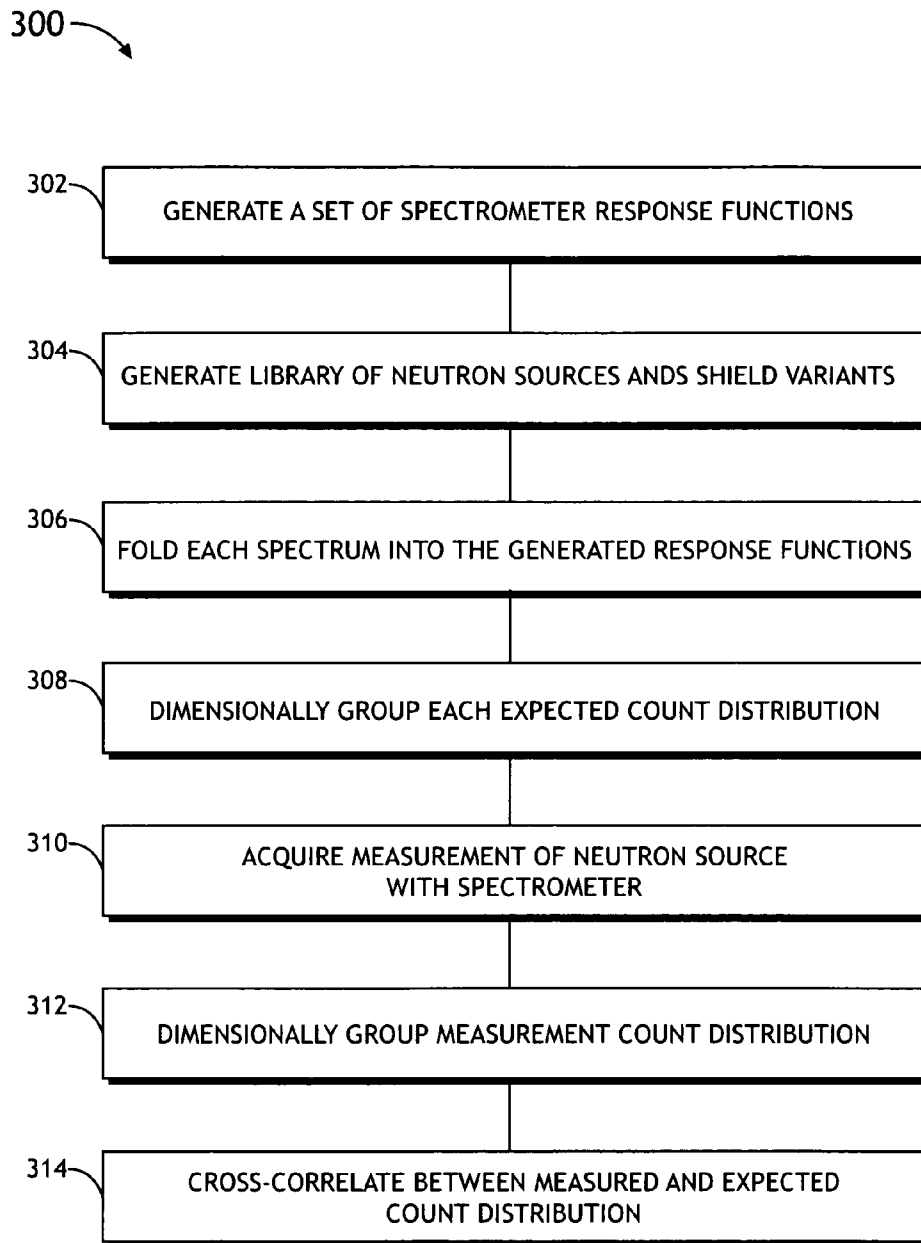 300
302
GENERATE A SET OF SPECTROMETER RESPONSE FUNCTIONS
304
GENERATE LIBRARY OF NEUTRON SOURCES ANDS SHIELD VARIANTS
306
FOLD EACH SPECTRUM INTO THE GENERATED RESPONSE FUNCTIONS
308
DIMENSIONALLY GROUP EACH EXPECTED COUNT DISTRIBUTION
310
ACQUIRE MEASUREMENT OF NEUTRON SOURCE
WITH SPECTROMETER
312
DIMENSIONALLY GROUP MEASUREMENT COUNT DISTRIBUTION
314
CROSS-CORRELATE BETWEEN MEASURED AND EXPECTED
COUNT DISTRIBUTION